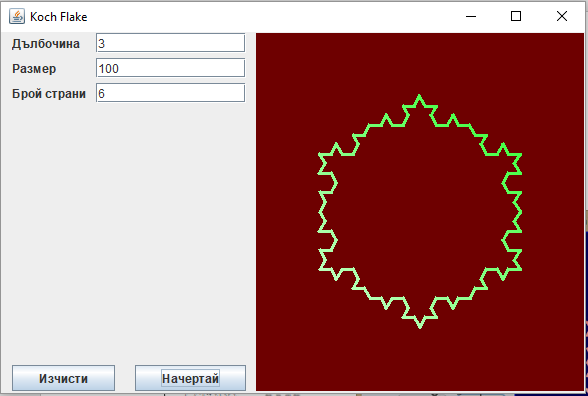 Koch Flake
Дълбочина 3
Размер 100
Брой страни 6
Изчисти Начертай